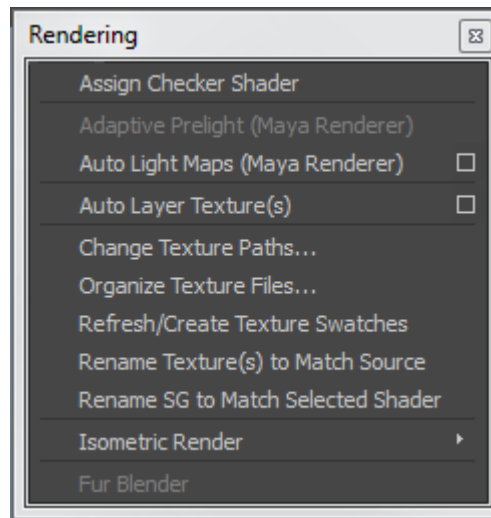 Rendering
Assign Checker Shader
Adaptive Prelight (Maya Renderer)
Auto Light Maps (Maya Renderer)
Auto Layer Texture(s)
Change Texture Paths...
Organize Texture Files...
Refresh/Create Texture Swatches
Rename Texture(s) to Match Source
Rename SG to Match Selected Shader
Isometric Render
Fur Blender